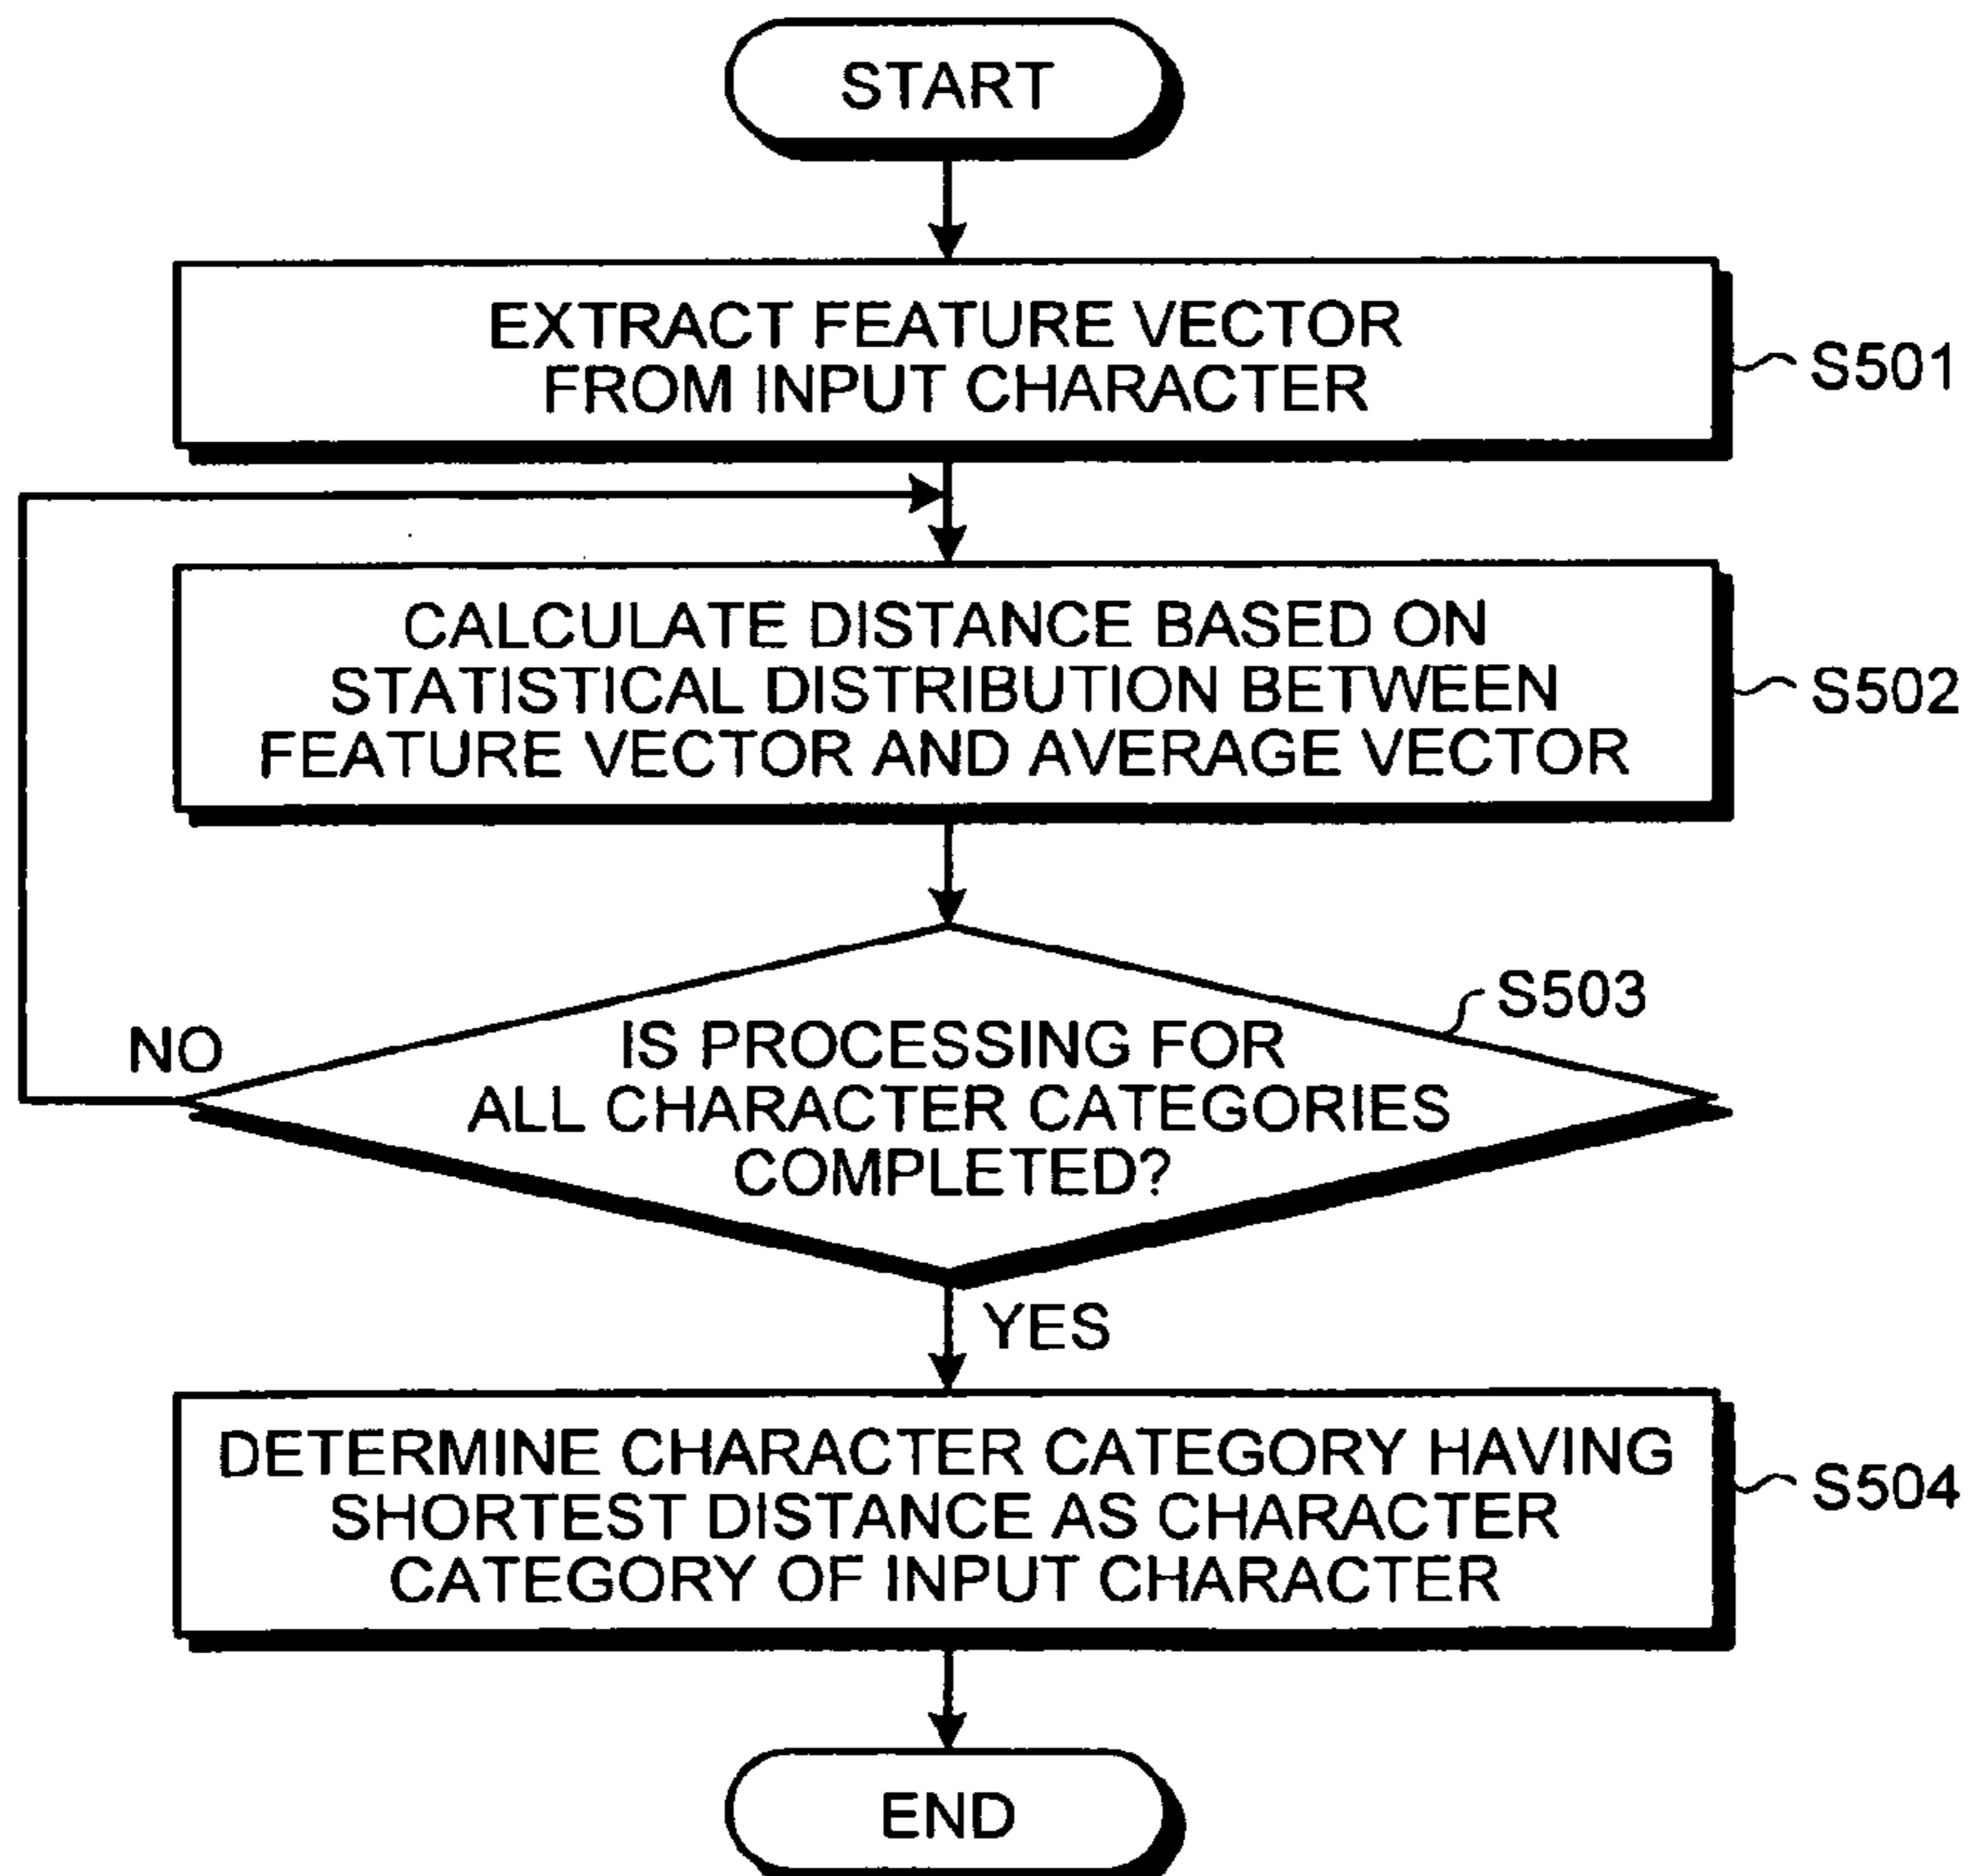 START
EXTRACT FEATURE VECTOR
FROM INPUT CHARACTER
S501
CALCULATE DISTANCE BASED ON
STATISTICAL DISTRIBUTION BETWEEN
FEATURE VECTOR AND AVERAGE VECTOR
S502
S503
IS PROCESSING FOR
ALL CHARACTER CATEGORIES
COMPLETED?
NO
YES
DETERMINE CHARACTER CATEGORY HAVING
SHORTEST DISTANCE AS CHARACTER
CATEGORY OF INPUT CHARACTER
S504
END